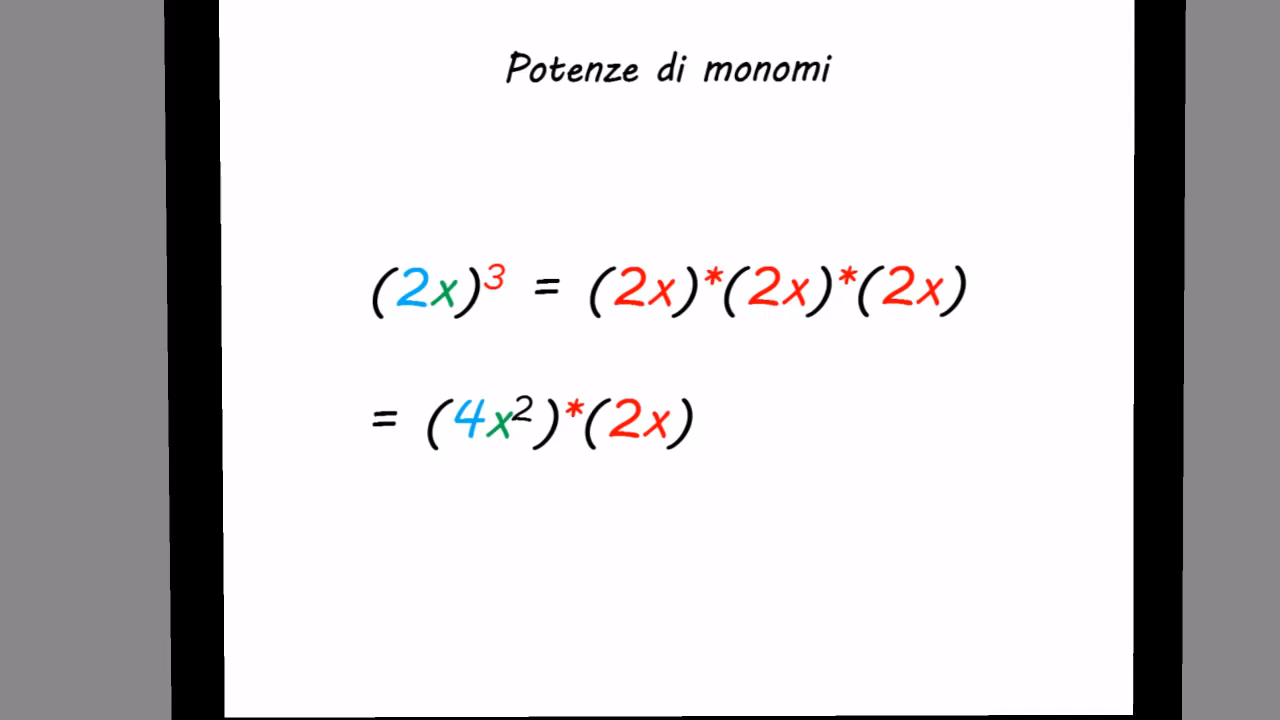 Potenze di monomi
(2x)³ = (2x)*(2x)*(2x)
= (4x²)*(2x)